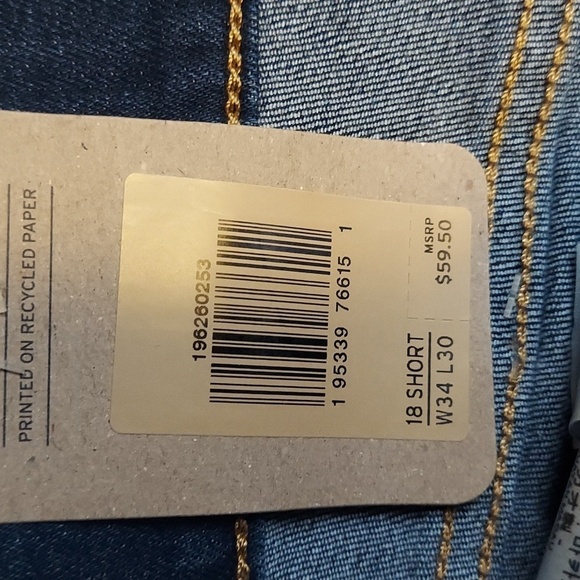 PRINTED ON RECYCLED PAPER
196260253
1 95339 76615 1
18 SHORT
W34 L30
MSRP
$59.50